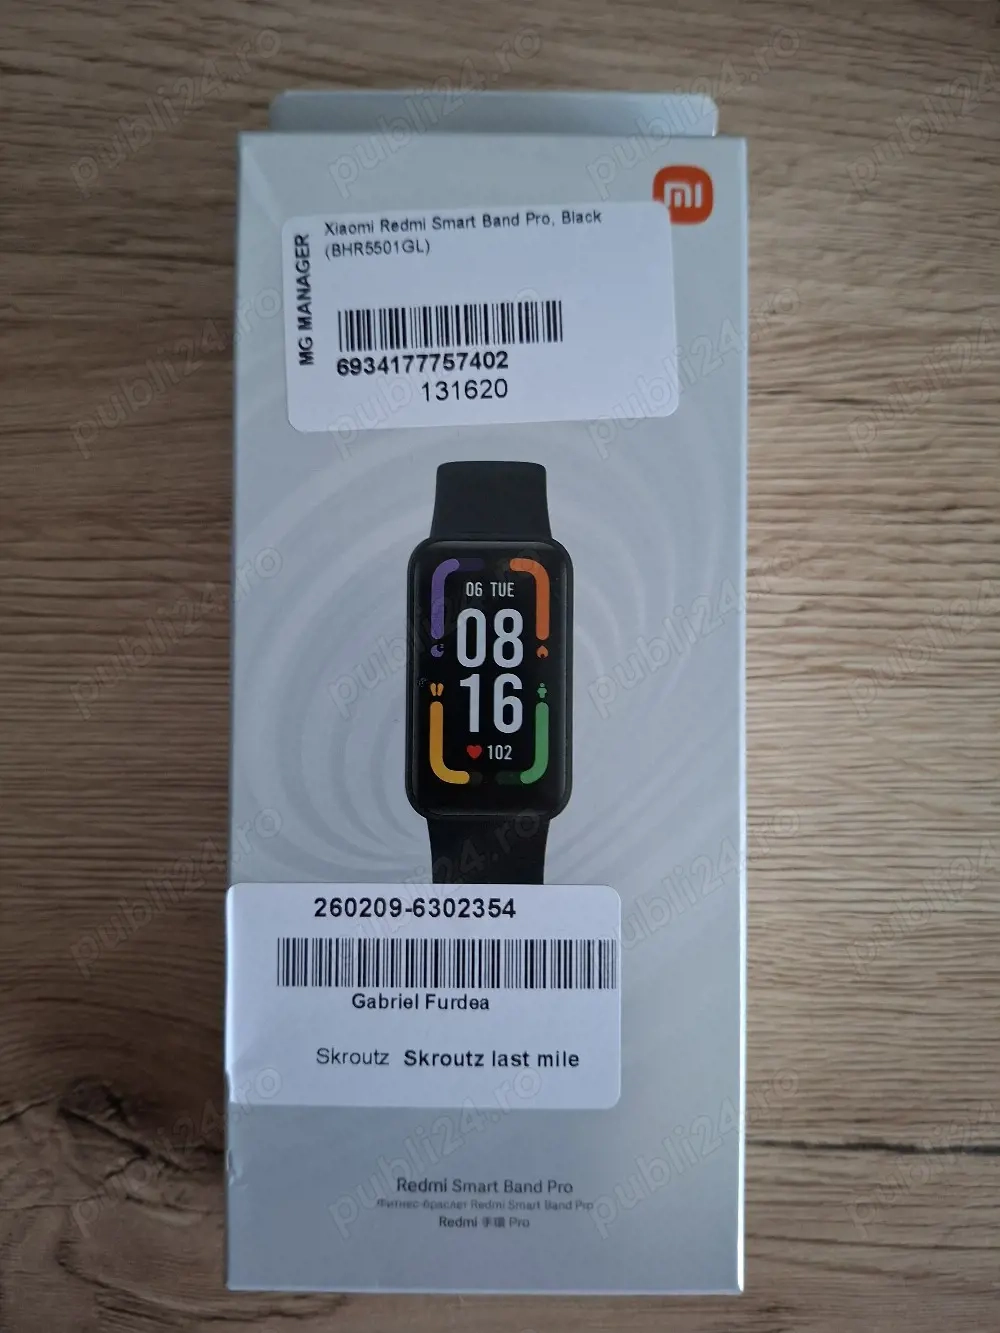 mi
Xiaomi Redmi Smart Band Pro, Black
(BHR5501GL)
MG MANAGER
6934177757402
131620
06 TUE
08
16
102
260209-6302354
Gabriel Furdea
Skroutz Skroutz last mile
Redmi Smart Band Pro
Фитнес-браслет Redmi Smart Band Pro
Redmi 手環 Pro
publi24.ro